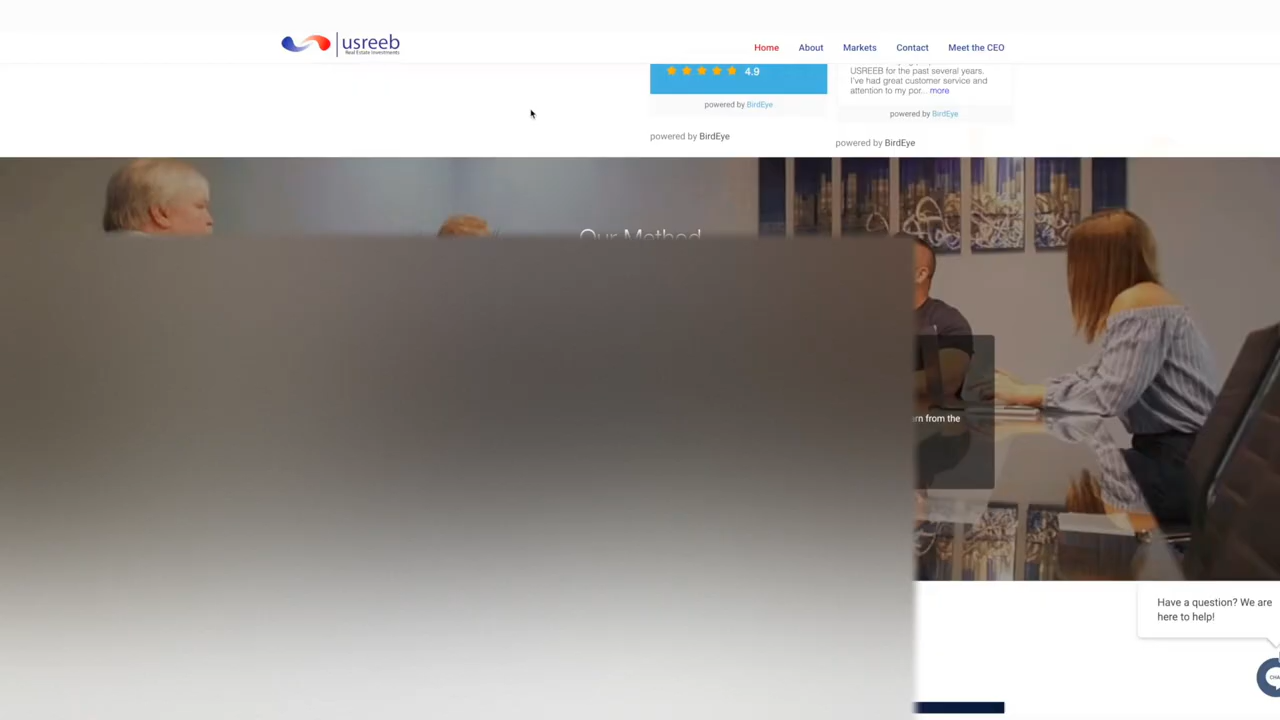 usreeb
Real Estate Investments
Home About Markets Contact Meet the CEO
4.9
powered by BirdEye
powered by BirdEye
USREEB for the past several years.
I've had great customer service and
attention to my por... more
powered by BirdEye
powered by BirdEye
Our Method
from the
Have a question? We are
here to help!